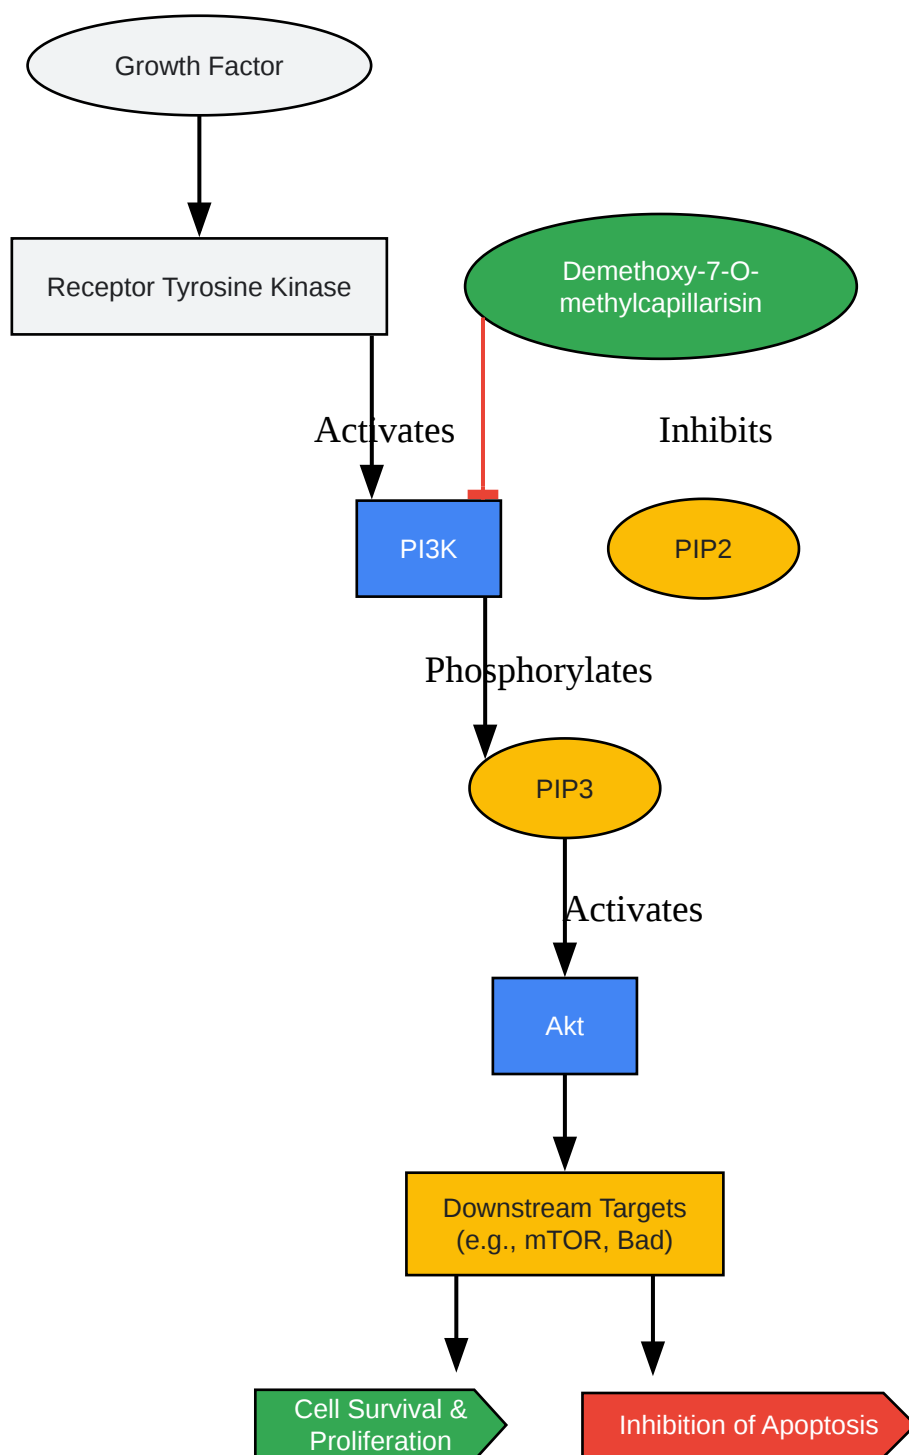 Growth Factor
Receptor Tyrosine Kinase
Demethoxy-7-O-
methylcapillarisin
Activates
Inhibits
PI3K
PIP2
Phosphorylates
PIP3
Activates
Akt
Downstream Targets
(e.g., mTOR, Bad)
Cell Survival &
Proliferation
Inhibition of Apoptosis